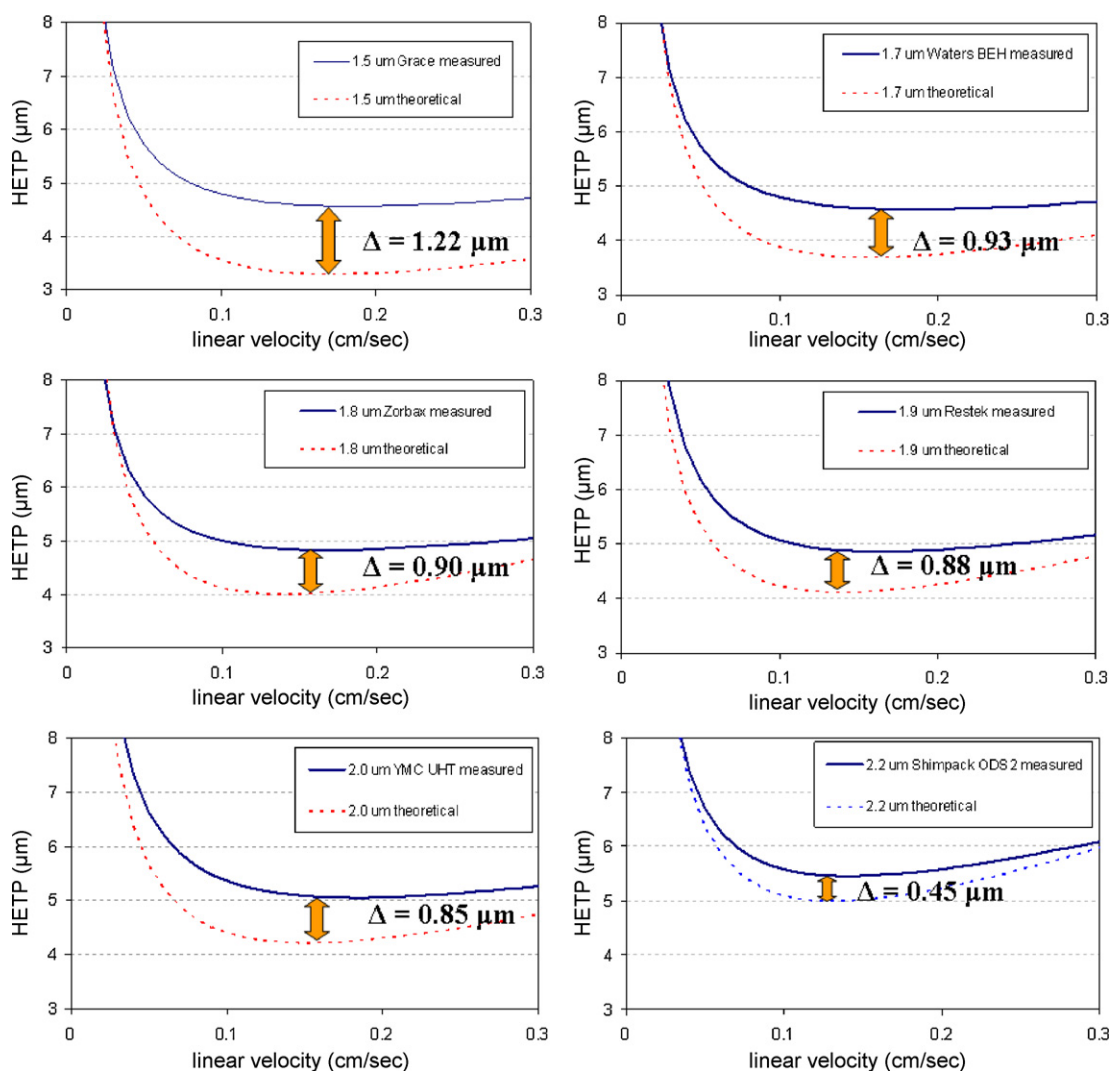 8
7
6
5
4
3
HETP (µm)
1.5 um Grace measured
1.5 um theoretical
Δ = 1.22 µm
0
0.1
0.2
0.3
linear velocity (cm/sec)
8
7
6
5
4
3
HETP (µm)
1.7 um Waters BEH measured
1.7 um theoretical
Δ = 0.93 µm
0
0.1
0.2
0.3
linear velocity (cm/sec)
8
7
6
5
4
3
HETP (µm)
1.8 um Zorbax measured
1.8 um theoretical
Δ = 0.90 µm
0
0.1
0.2
0.3
linear velocity (cm/sec)
8
7
6
5
4
3
HETP (µm)
1.9 um Restek measured
1.9 um theoretical
Δ = 0.88 µm
0
0.1
0.2
0.3
linear velocity (cm/sec)
8
7
6
5
4
3
HETP (µm)
2.0 um YMC UHT measured
2.0 um theoretical
Δ = 0.85 µm
0
0.1
0.2
0.3
linear velocity (cm/sec)
8
7
6
5
4
3
HETP (µm)
2.2 um Shimpack ODS 2 measured
2.2 um theoretical
Δ = 0.45 µm
0
0.1
0.2
0.3
linear velocity (cm/sec)